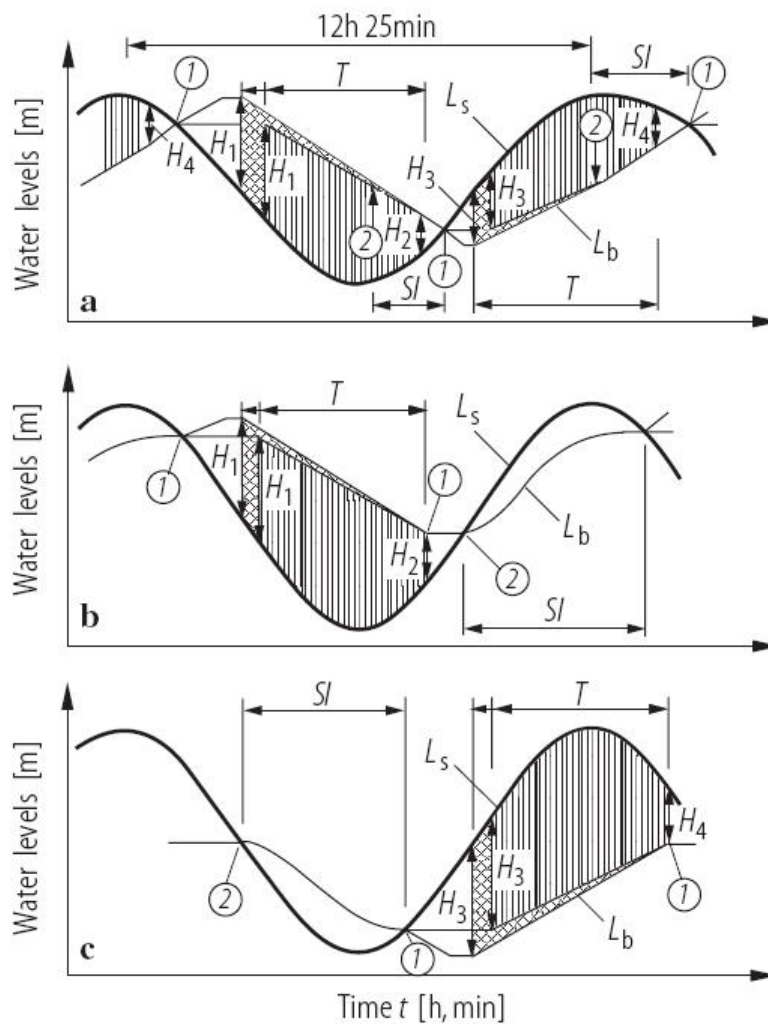 12h 25min
SI
1
T
1
Ls
Water levels [m]
H4
H1
H1
H3
2
H4
H3
2
H2
1
Lb
SI
T
a
T
Ls
Water levels [m]
1
H1
H1
1
H2
Lb
2
SI
b
SI
T
Ls
Water levels [m]
H4
2
H3
H3
1
1
Lb
c
Time t [h, min]